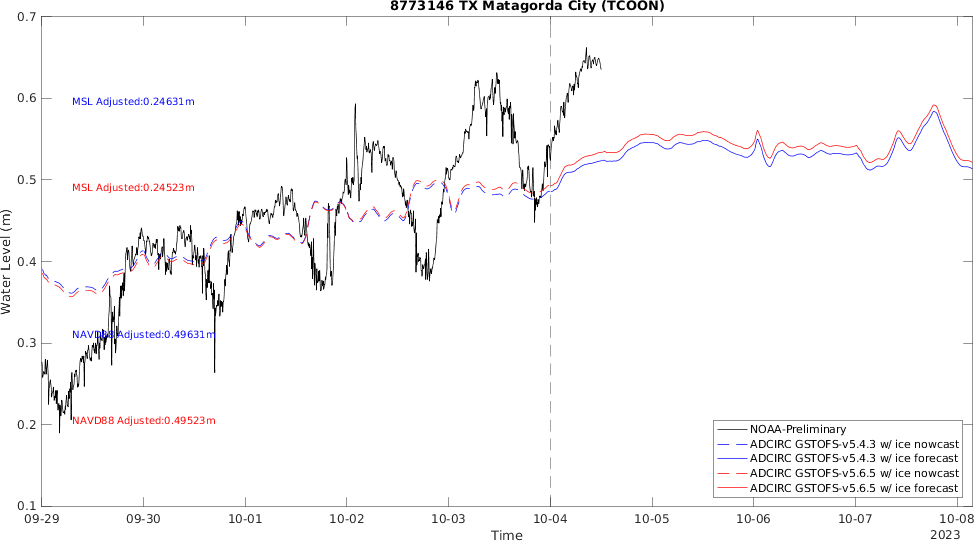 8773146 TX Matagorda City (TCOON)
0.7
0.6
0.5
0.4
0.3
0.2
0.1
Water Level (m)
MSL Adjusted:0.24631m
MSL Adjusted:0.24523m
NAVD88 Adjusted:0.49631m
NAVD88 Adjusted:0.49523m
NOAA-Preliminary
ADCIRC GSTOFS-v5.4.3 w/ ice nowcast
ADCIRC GSTOFS-v5.4.3 w/ ice forecast
ADCIRC GSTOFS-v5.6.5 w/ ice nowcast
ADCIRC GSTOFS-v5.6.5 w/ ice forecast
09-29 09-30 10-01 10-02 10-03 10-04 10-05 10-06 10-07 10-08
Time
2023